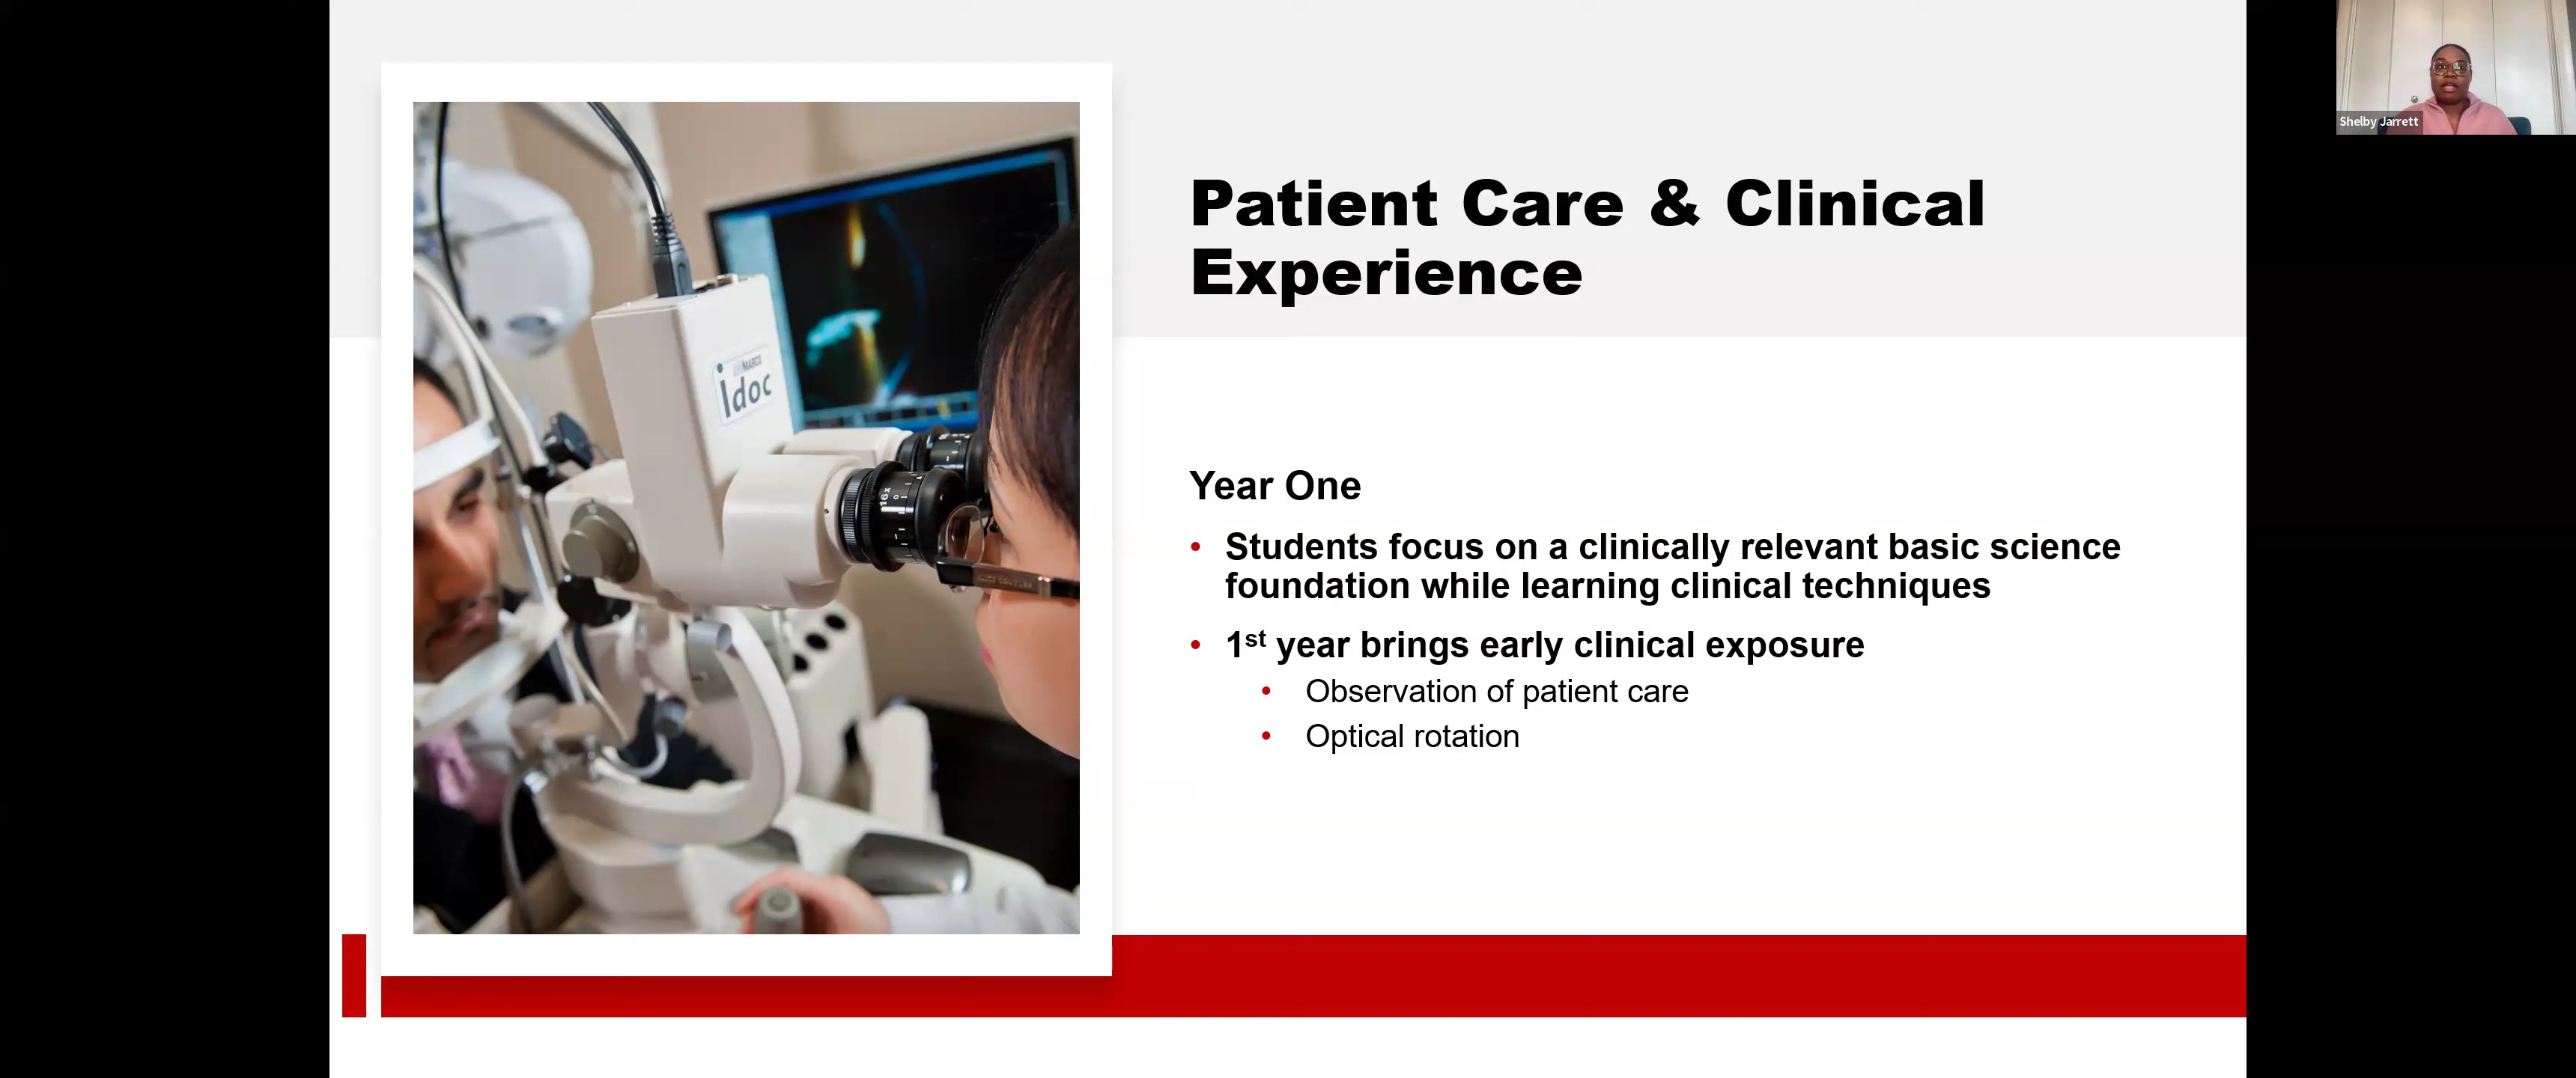 Patient Care & Clinical
Experience
Year One
• Students focus on a clinically relevant basic science
foundation while learning clinical techniques
• 1st year brings early clinical exposure
• Observation of patient care
• Optical rotation
MARCO
idoc
16x
Shelby Jarrett